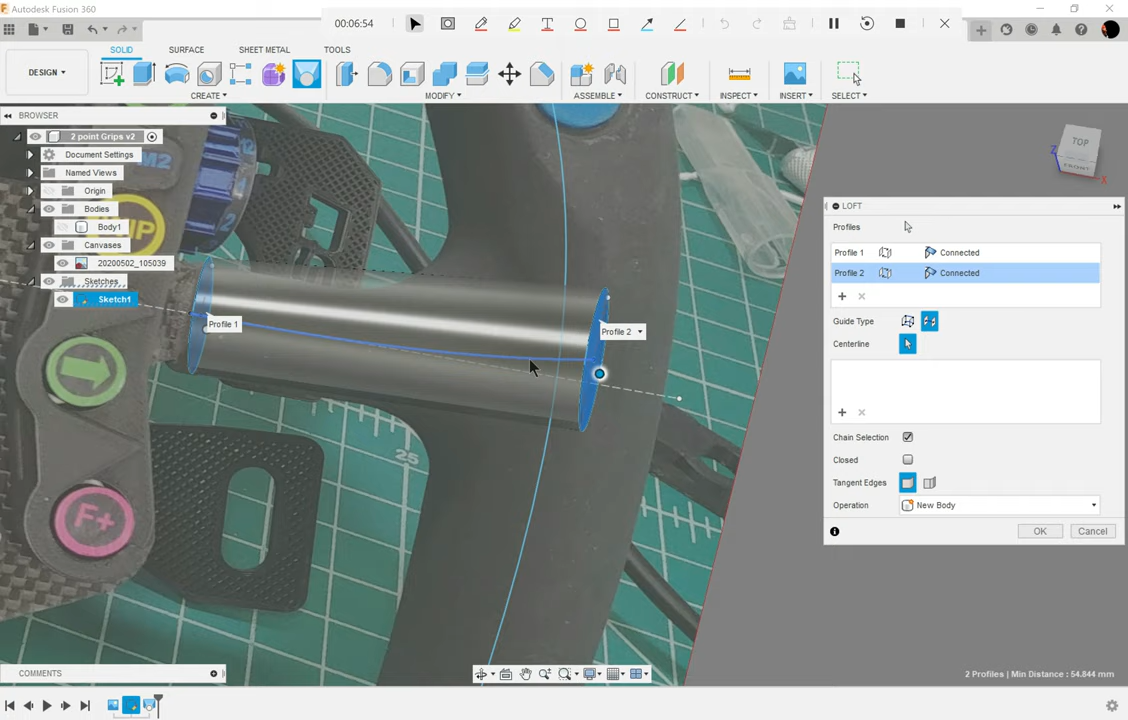 Autodesk Fusion 360
00:06:54
DESIGN
SOLID
SURFACE
SHEET METAL
TOOLS
CREATE
MODIFY
ASSEMBLE
CONSTRUCT
INSPECT
INSERT
SELECT
BROWSER
2 point Grips v2
Document Settings
Named Views
Origin
Bodies
Body1
Canvases
20200502_105039
Sketches
Sketch1
M2
2
25
F+
Profile 1
Profile 2
TOP
FRONT
Z
X
LOFT
Profiles
Profile 1 Connected
Profile 2 Connected
Guide Type
Centerline
Chain Selection
Closed
Tangent Edges
Operation New Body
OK Cancel
COMMENTS
2 Profiles | Min Distance : 54.844 mm